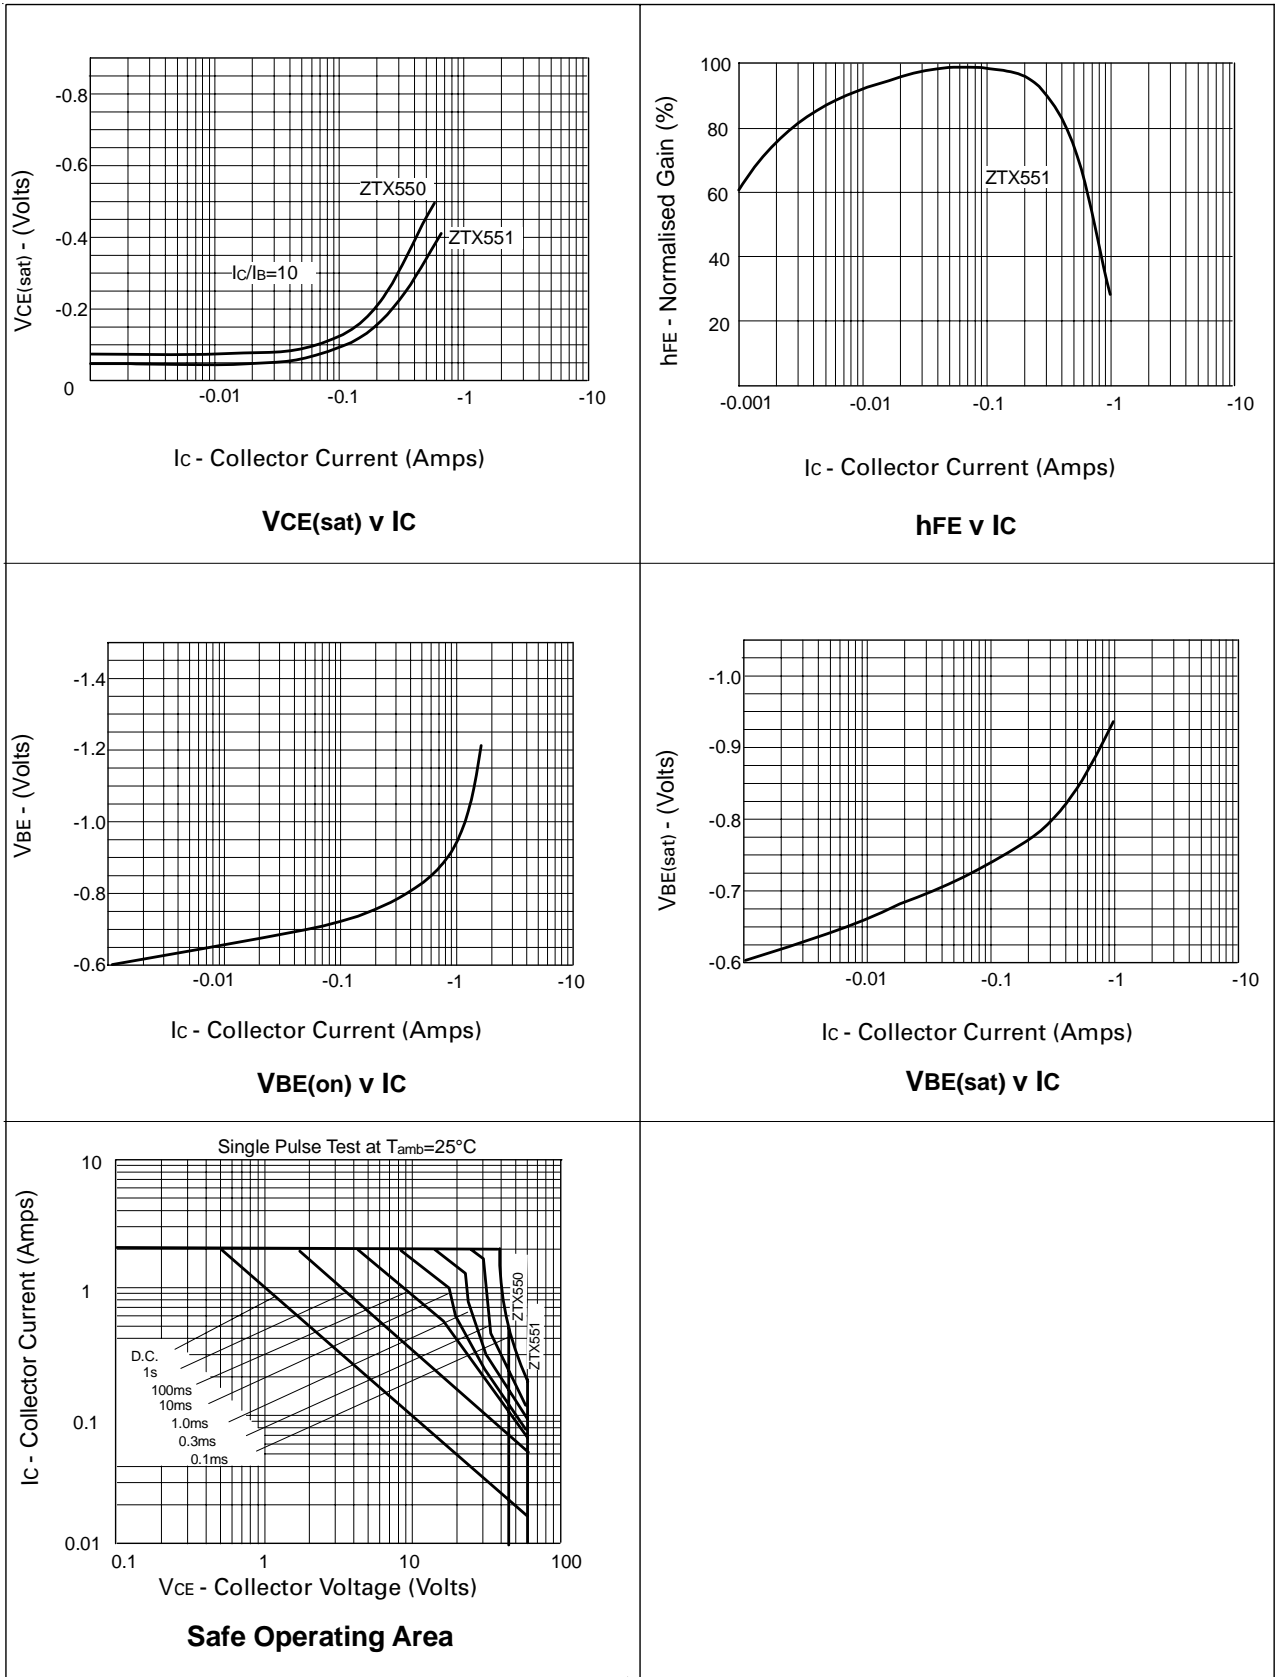 -0.8
-0.6
-0.4
-0.2
0
VCE(sat) - (Volts)
ZTX550
ZTX551
IC/IB=10
-0.01
-0.1
-1
-10
IC - Collector Current (Amps)
VCE(sat) v IC
100
80
60
40
20
hFE - Normalised Gain (%)
ZTX551
-0.001
-0.01
-0.1
-1
-10
IC - Collector Current (Amps)
hFE v IC
-1.4
-1.2
-1.0
-0.8
-0.6
VBE - (Volts)
-0.01
-0.1
-1
-10
IC - Collector Current (Amps)
VBE(on) v IC
-1.0
-0.9
-0.8
-0.7
-0.6
VBE(sat) - (Volts)
-0.01
-0.1
-1
-10
IC - Collector Current (Amps)
VBE(sat) v IC
Single Pulse Test at Tamb=25°C
10
1
0.1
0.01
IC - Collector Current (Amps)
ZTX550
ZTX551
D.C.
1s
100ms
10ms
1.0ms
0.3ms
0.1ms
0.1
1
10
100
VCE - Collector Voltage (Volts)
Safe Operating Area